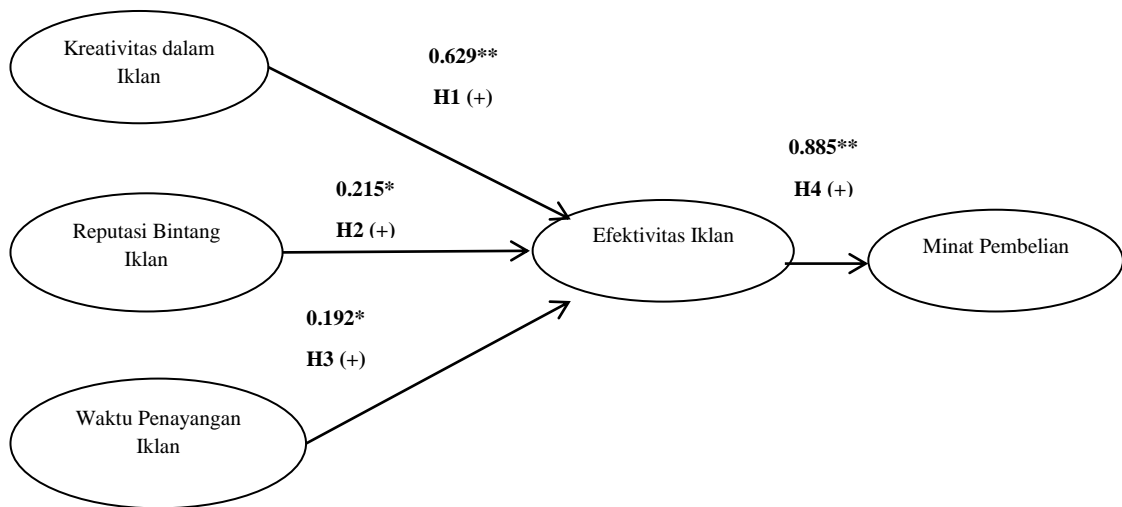 Kreativitas dalam
Iklan
0.629**
H1 (+)
0.885**
H4 (+)
0.215*
H2 (+)
Reputasi Bintang
Iklan
Efektivitas Iklan
Minat Pembelian
0.192*
H3 (+)
Waktu Penayangan
Iklan